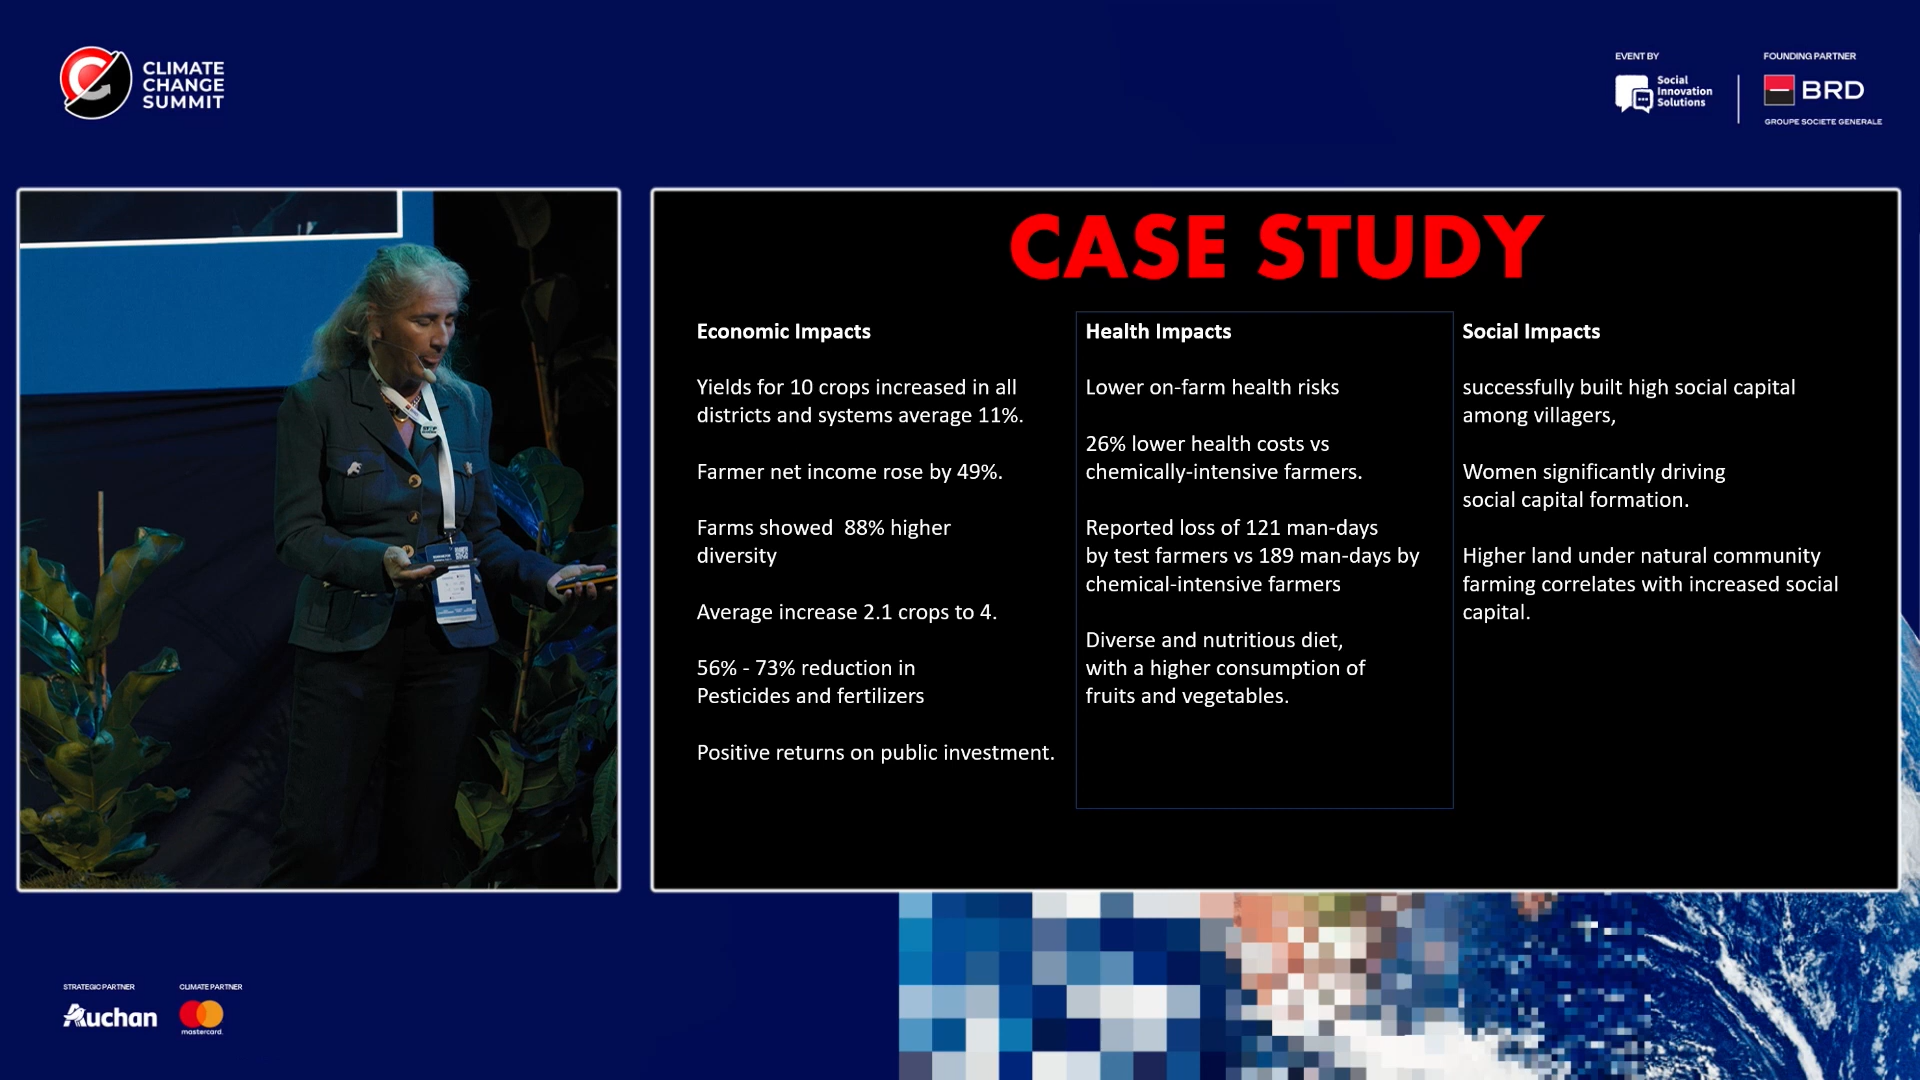 CLIMATE
CHANGE
SUMMIT
EVENT BY
Social
Innovation
Solutions
FOUNDING PARTNER
BRD
GROUPE SOCIETE GENERALE
CASE STUDY
Economic Impacts
Yields for 10 crops increased in all
districts and systems average 11%.
Farmer net income rose by 49%.
Farms showed  88% higher
diversity
Average increase 2.1 crops to 4.
56% - 73% reduction in
Pesticides and fertilizers
Positive returns on public investment.
Health Impacts
Lower on-farm health risks
26% lower health costs vs
chemically-intensive farmers.
Reported loss of 121 man-days
by test farmers vs 189 man-days by
chemical-intensive farmers
Diverse and nutritious diet,
with a higher consumption of
fruits and vegetables.
Social Impacts
successfully built high social capital
among villagers,
Women significantly driving
social capital formation.
Higher land under natural community
farming correlates with increased social
capital.
STRATEGIC PARTNER
Auchan
CLIMATE PARTNER
mastercard.